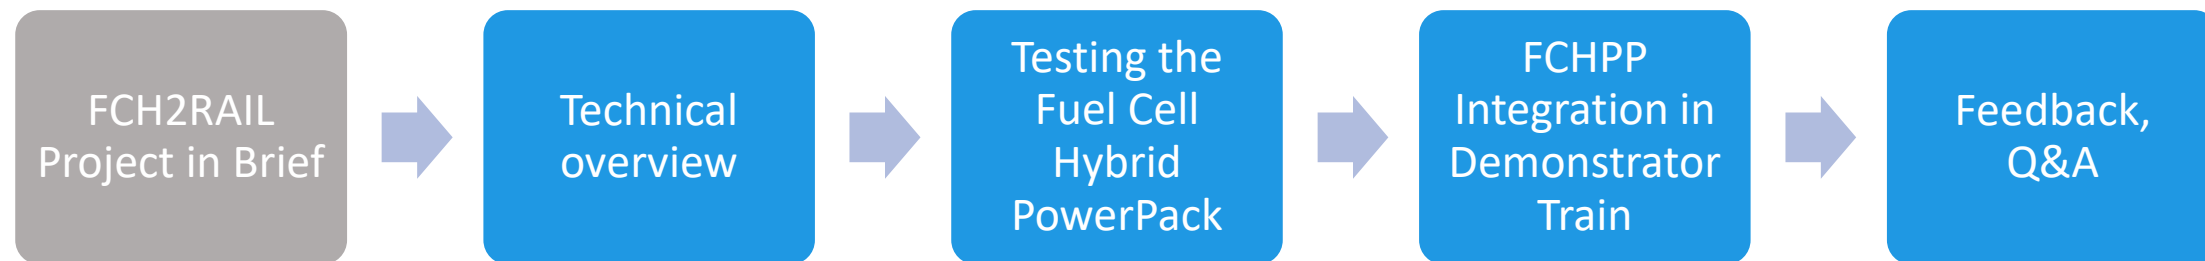 FCH2RAIL
Project in Brief
Technical
overview
Testing the
Fuel Cell
Hybrid
PowerPack
FCHPP
Integration in
Demonstrator
Train
Feedback,
Q&A